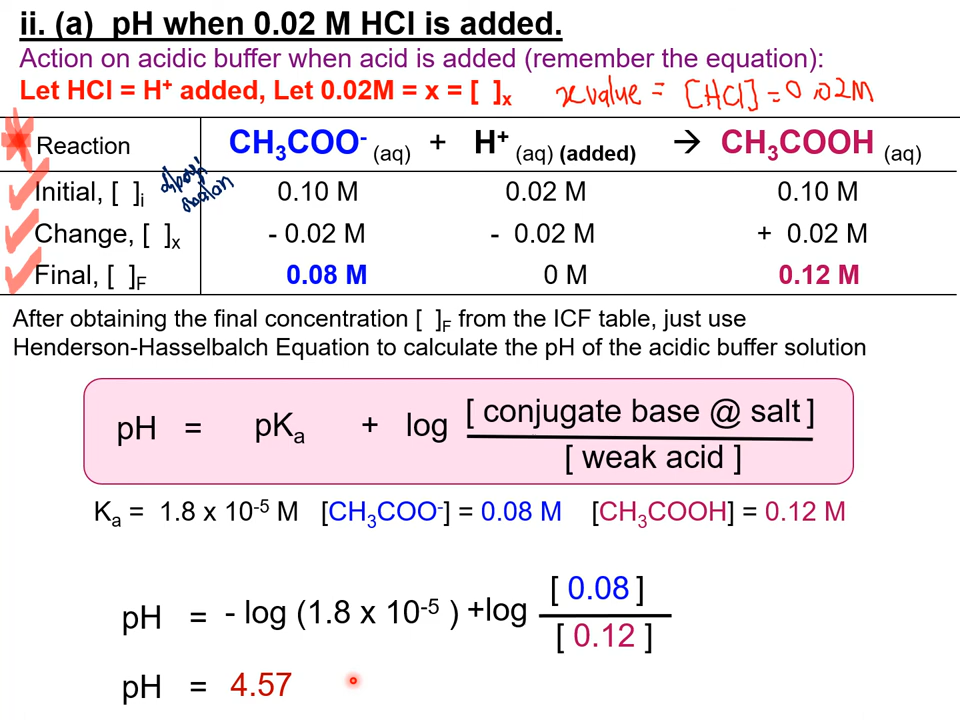 ii. (a) pH when 0.02 M HCl is added.
Action on acidic buffer when acid is added (remember the equation):
Let HCl = H⁺ added, Let 0.02M = x = [ ]ₓ x value = [HCl] = 0.02M
Reaction CH₃COO⁻ (aq) + H⁺ (aq) (added) → CH₃COOH (aq)
Initial, [ ]ᵢ 0.10 M 0.02 M 0.10 M
Change, [ ]ₓ - 0.02 M - 0.02 M + 0.02 M
Final, [ ]F 0.08 M 0 M 0.12 M
After obtaining the final concentration [ ]F from the ICF table, just use
Henderson-Hasselbalch Equation to calculate the pH of the acidic buffer solution
pH = pKₐ + log [ conjugate base @ salt ] / [ weak acid ]
Kₐ = 1.8 x 10⁻⁵ M [CH₃COO⁻] = 0.08 M [CH₃COOH] = 0.12 M
pH = - log (1.8 x 10⁻⁵ ) +log [ 0.08 ] / [ 0.12 ]
pH = 4.57